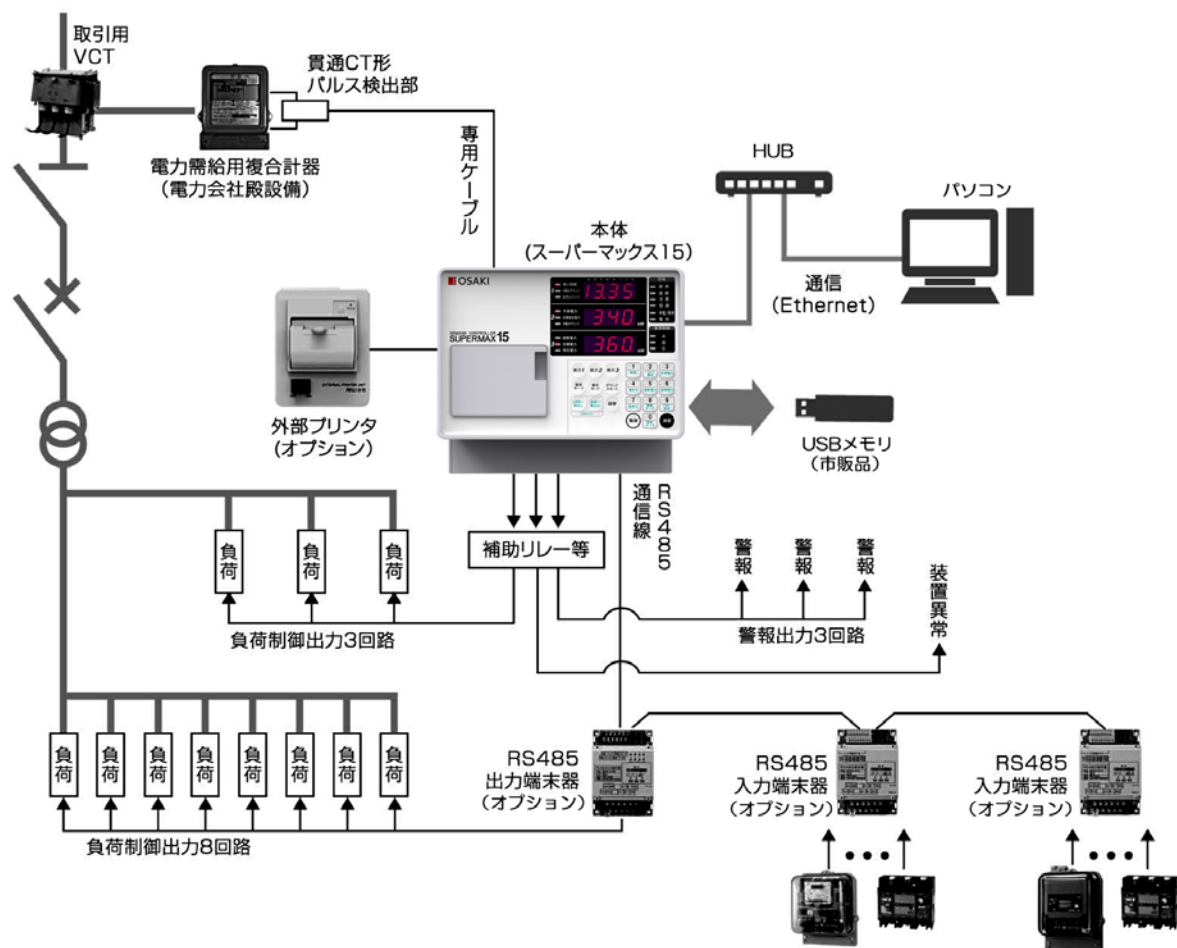 取引用
VCT
貫通CT形
パルス検出部
電力需給用複合計器
(電力会社殿設備)
専用ケーブル
HUB
パソコン
通信
(Ethernet)
本体
(スーパーマックス15)
OSAKI
SUPERMAX 15
13.35
340
360
外部プリンタ
(オプション)
USBメモリ
(市販品)
RS485
通信線
補助リレー等
負荷
負荷
負荷
負荷制御出力3回路
警報
警報
警報
警報出力3回路
装置異常
負荷
負荷
負荷
負荷
負荷
負荷
負荷
負荷
負荷制御出力8回路
RS485
出力端末器
(オプション)
RS485
入力端末器
(オプション)
RS485
入力端末器
(オプション)